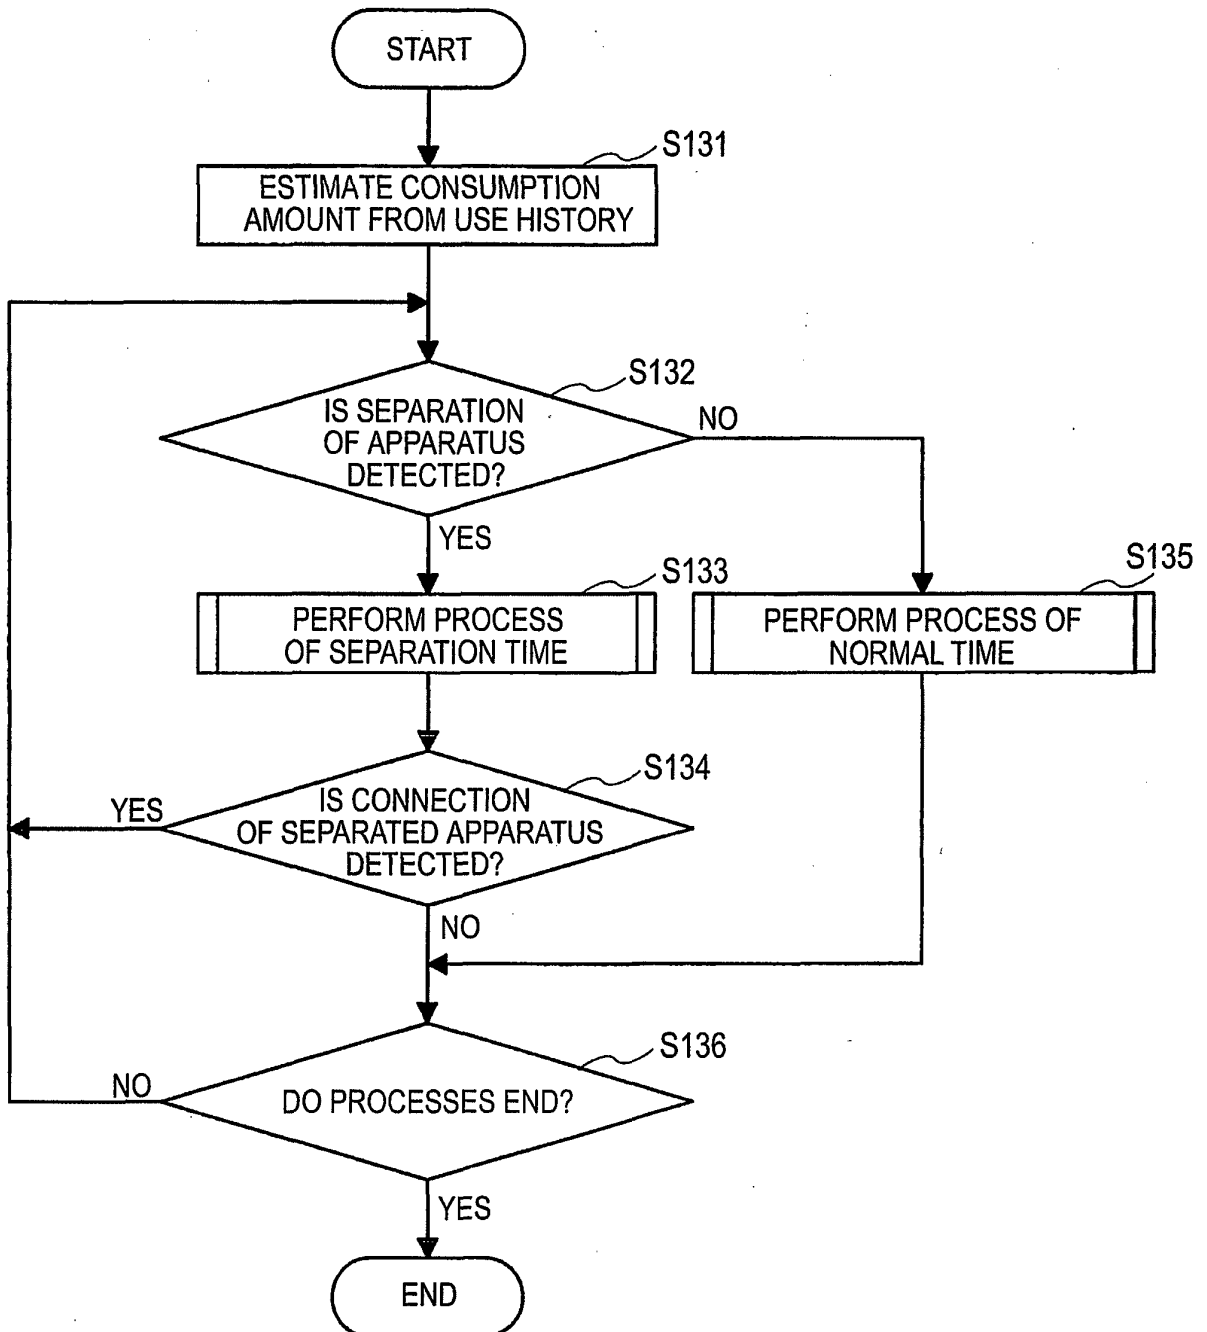 START
S131
ESTIMATE CONSUMPTION
AMOUNT FROM USE HISTORY
S132
IS SEPARATION
OF APPARATUS
DETECTED?
NO
YES
S133
PERFORM PROCESS
OF SEPARATION TIME
S135
PERFORM PROCESS OF
NORMAL TIME
S134
IS CONNECTION
OF SEPARATED APPARATUS
DETECTED?
YES
NO
S136
DO PROCESSES END?
NO
YES
END